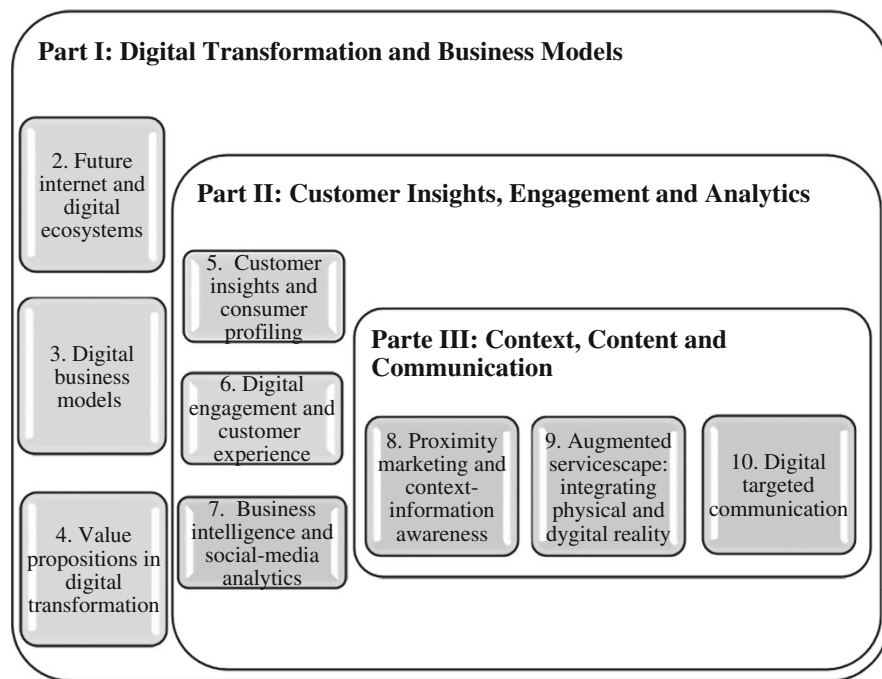 Part I: Digital Transformation and Business Models
2. Future
internet and
digital
ecosystems
3. Digital
business
models
4. Value
propositions in
digital
transformation
Part II: Customer Insights, Engagement and Analytics
5. Customer
insights and
consumer
profiling
6. Digital
engagement and
customer
experience
7. Business
intelligence and
social-media
analytics
Parte III: Context, Content and
Communication
8. Proximity
marketing and
context-
information
awareness
9. Augmented
servicescape:
integrating
physical and
dygital reality
10. Digital
targeted
communication